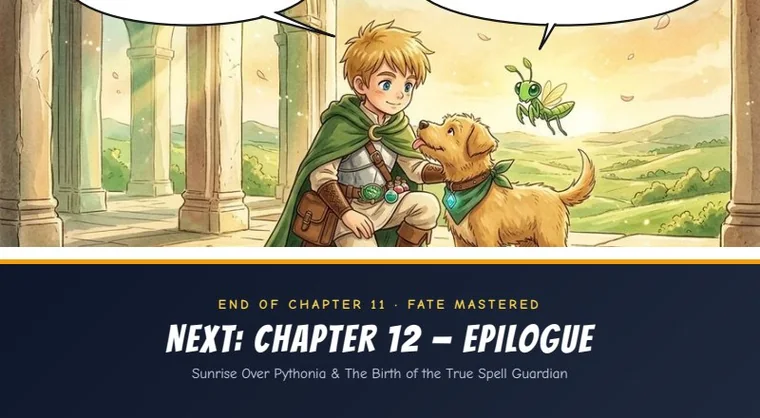 END OF CHAPTER 11 · FATE MASTERED
NEXT: CHAPTER 12 – EPILOGUE
Sunrise Over Pythonia & The Birth of the True Spell Guardian